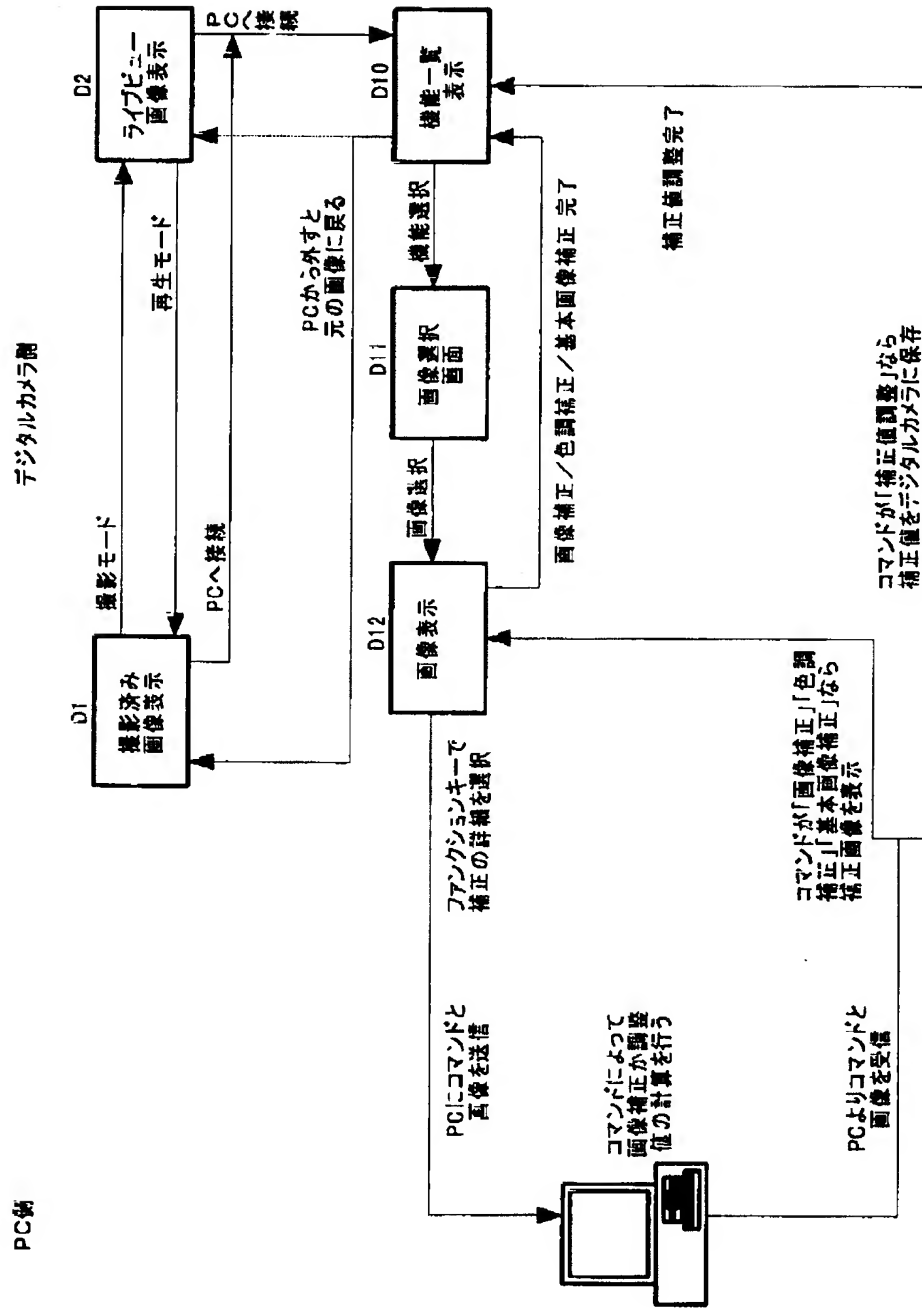 PC側
デジタルカメラ側
D1
撮影済み
画像表示
撮影モード
再生モード
D2
ライブビュー
画像表示
PCへ接続
PCへ
接続
PCから外すと
元の画像に戻る
D12
画像表示
画像選択
D11
画像選択
画面
機能選択
D10
機能一覧
表示
ファンクションキーで
補正の詳細を選択
PCにコマンドと
画像を送信
画像補正/色調補正/基本画像補正 完了
コマンドによって
画像補正か調整
値の計算を行う
PCよりコマンドと
画像を受信
コマンドが「画像補正」「色調
補正」「基本画像補正」なら
補正画像を表示
コマンドが「補正値調整」なら
補正値をデジタルカメラに保存
補正値調整完了